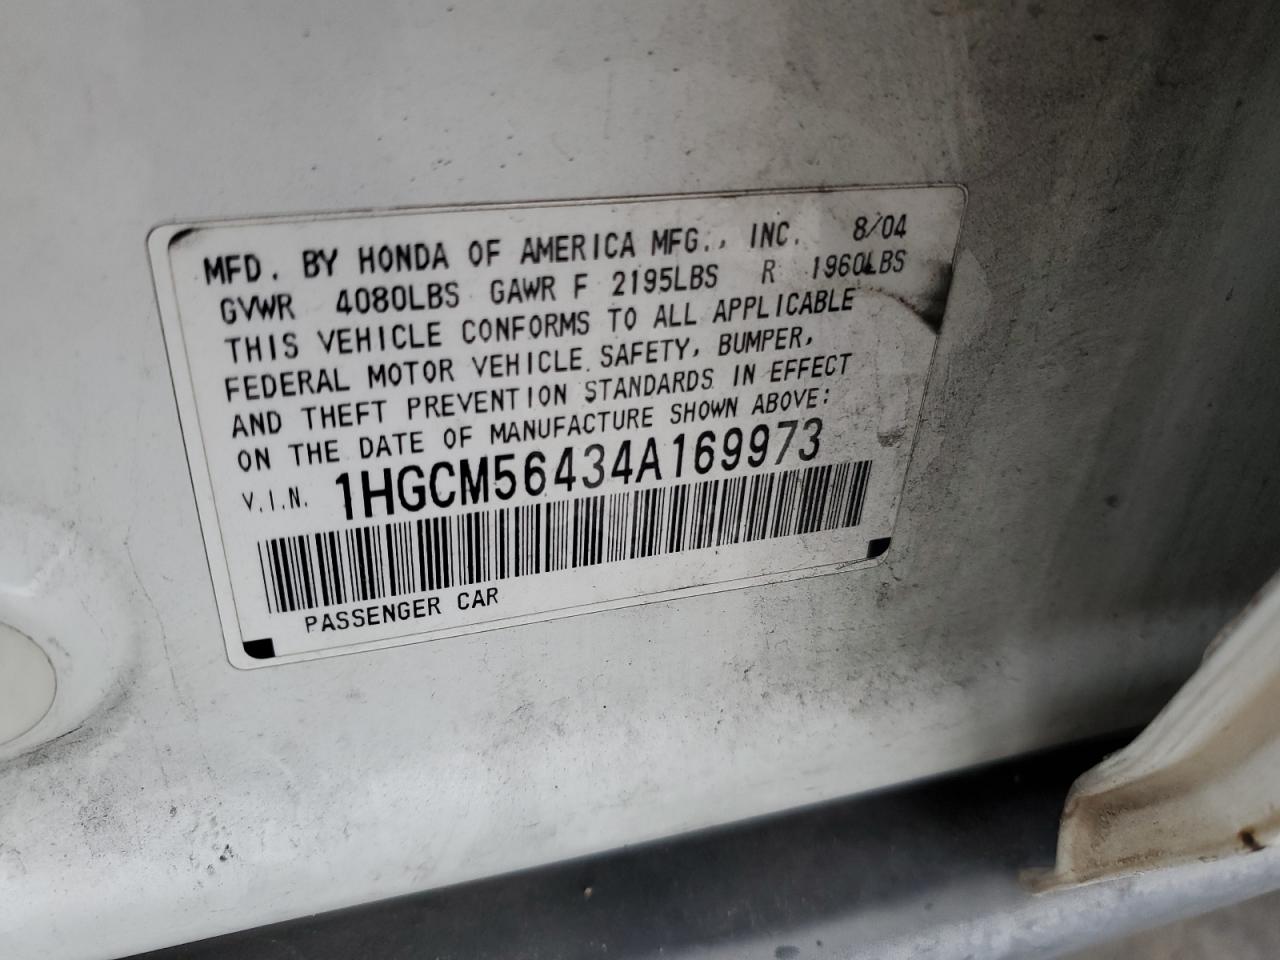 MFD. BY HONDA OF AMERICA MFG., INC. 8/04
GVWR 4080LBS GAWR F 2195LBS R 1960LBS
THIS VEHICLE CONFORMS TO ALL APPLICABLE
FEDERAL MOTOR VEHICLE SAFETY, BUMPER,
AND THEFT PREVENTION STANDARDS IN EFFECT
ON THE DATE OF MANUFACTURE SHOWN ABOVE:
V.I.N. 1HGCM56434A169973
PASSENGER CAR